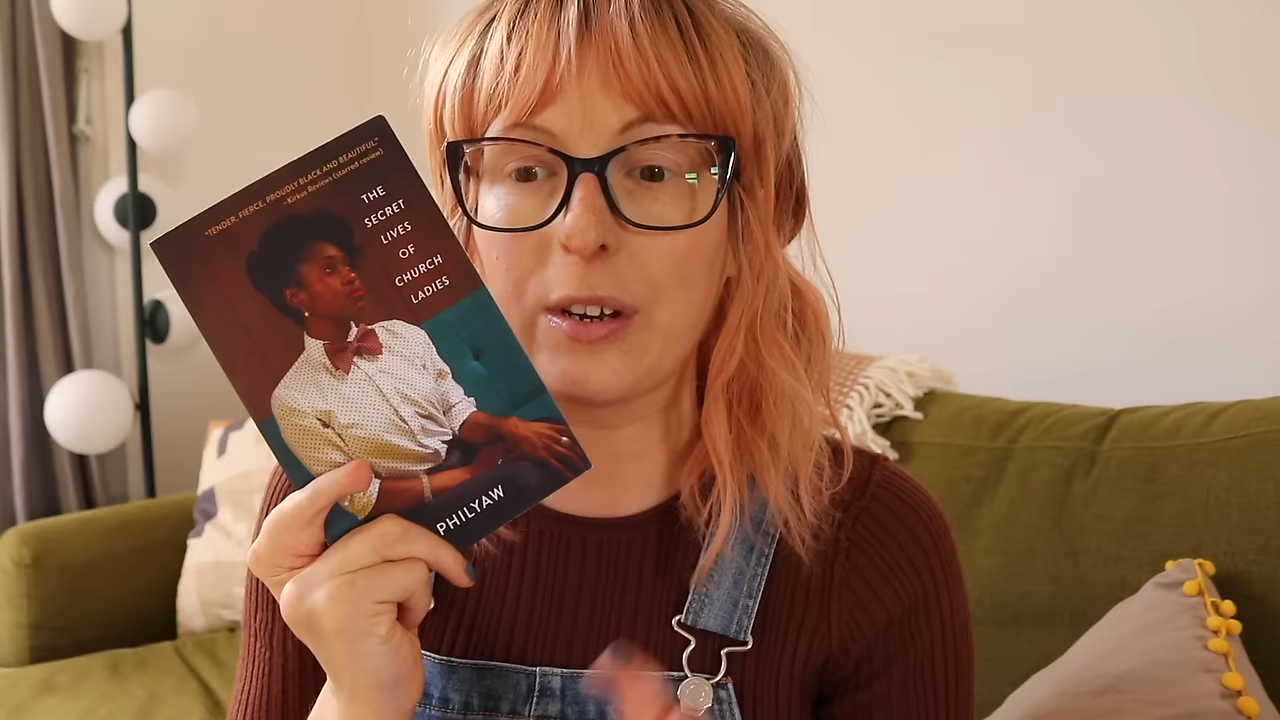 "TENDER, FIERCE, PROUDLY BLACK AND BEAUTIFUL."
–Kirkus Reviews (starred review)
THE
SECRET
LIVES
OF
CHURCH
LADIES
PHILYAW